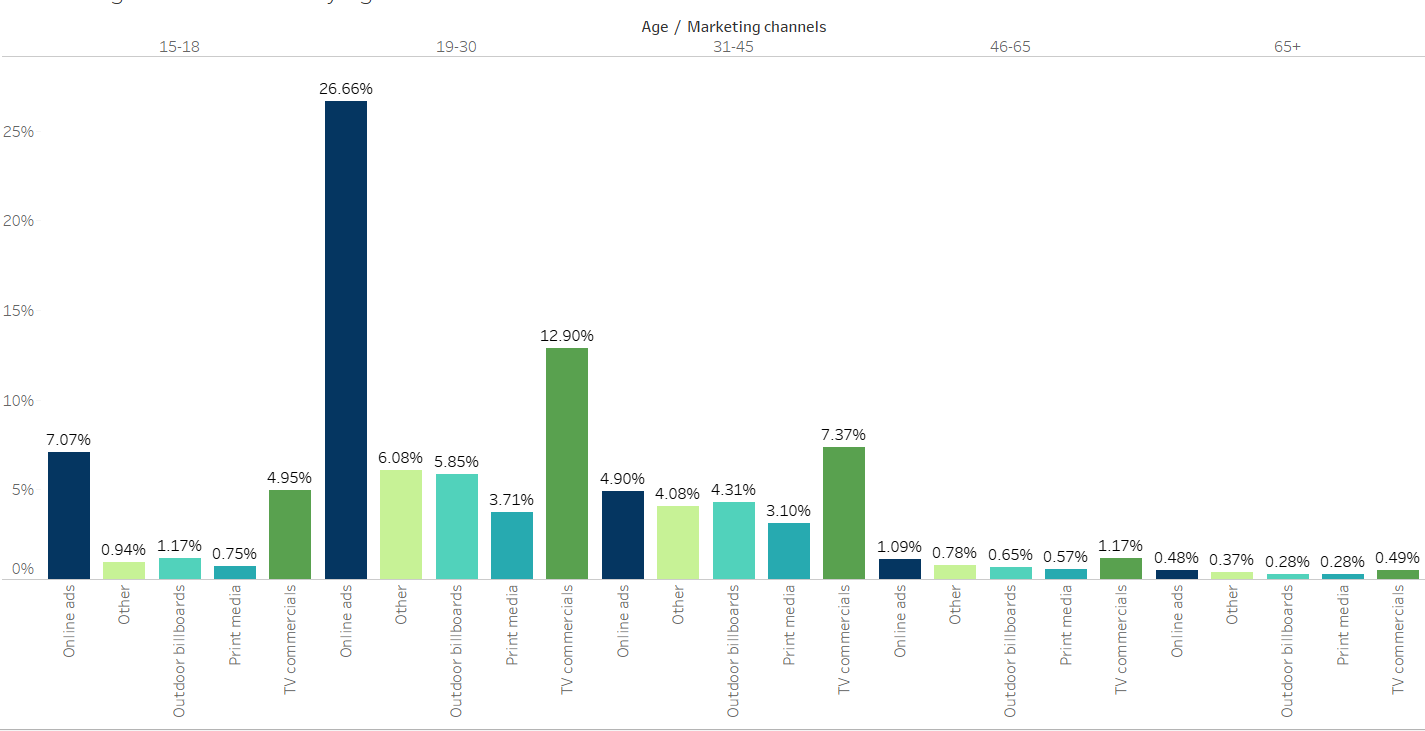 Age / Marketing channels
15-18 19-30 31-45 46-65 65+
26.66%
25%
20%
15%
12.90%
10%
7.07% 7.37%
6.08% 5.85%
5% 4.95% 4.90% 4.08% 4.31%
3.71% 3.10%
0.94% 1.17% 0.75% 1.09% 0.78% 0.65% 0.57% 1.17% 0.48% 0.37% 0.28% 0.28% 0.49%
0%
Online ads
Other
Outdoor billboards
Print media
TV commercials
Online ads
Other
Outdoor billboards
Print media
TV commercials
Online ads
Other
Outdoor billboards
Print media
TV commercials
Online ads
Other
Outdoor billboards
Print media
TV commercials
Online ads
Other
Outdoor billboards
Print media
TV commercials